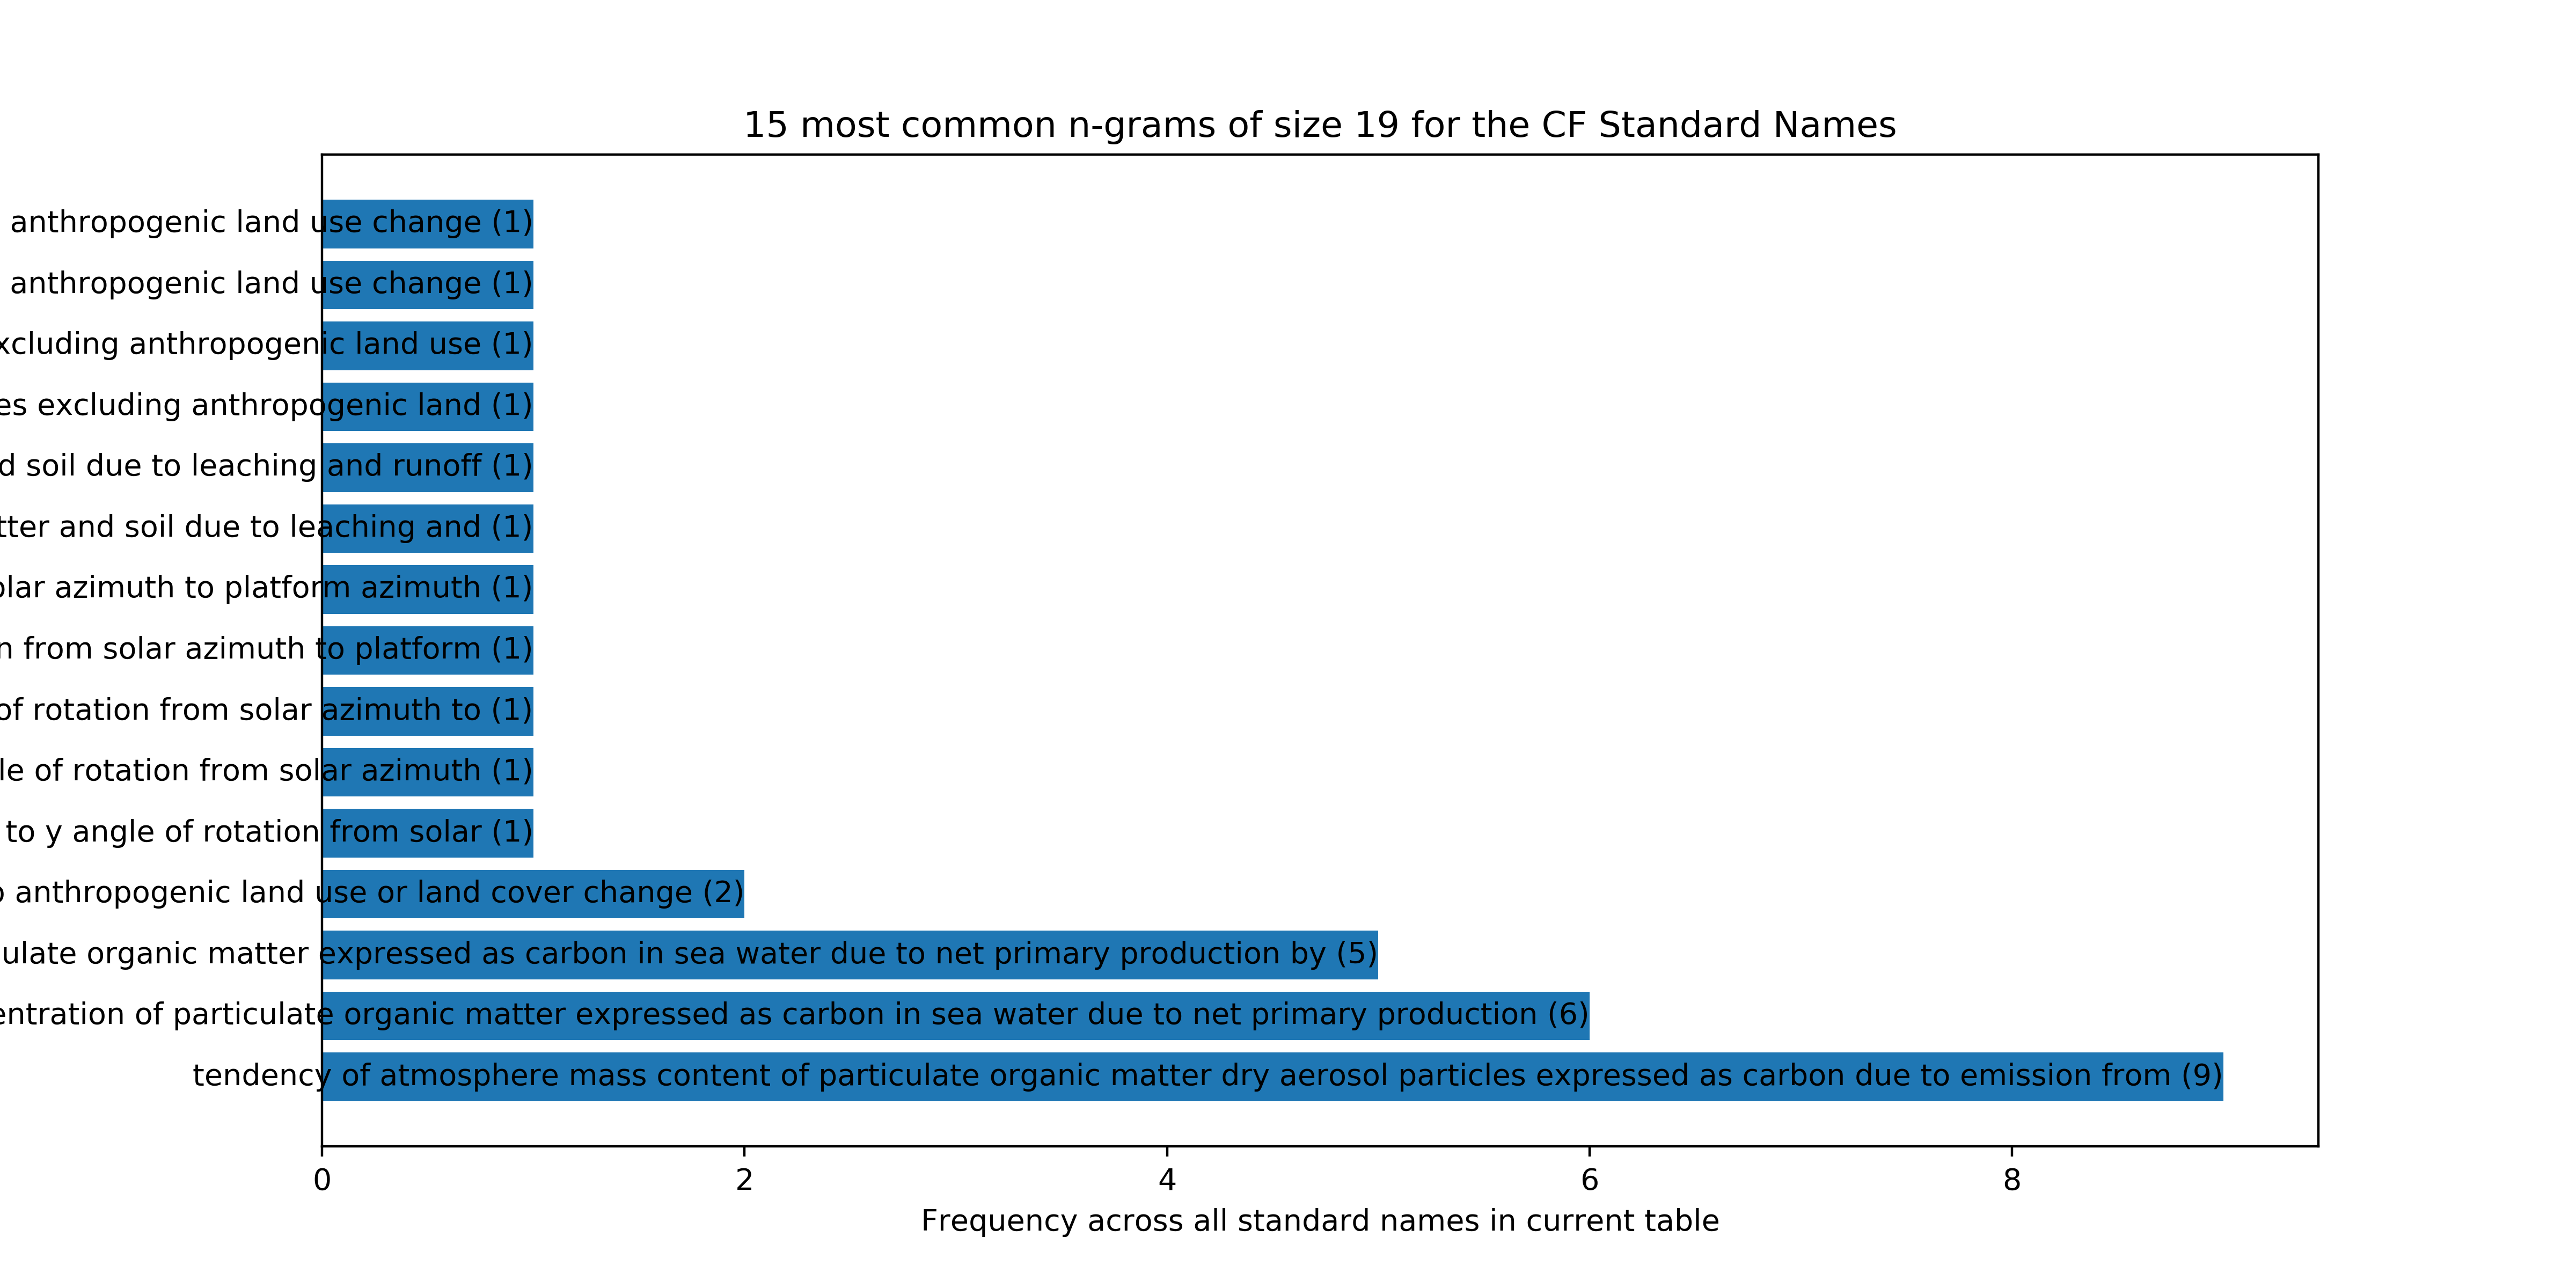 15 most common n-grams of size 19 for the CF Standard Names
anthropogenic land use change (1)
anthropogenic land use change (1)
xcluding anthropogenic land use (1)
es excluding anthropogenic land (1)
d soil due to leaching and runoff (1)
tter and soil due to leaching and (1)
olar azimuth to platform azimuth (1)
n from solar azimuth to platform (1)
of rotation from solar azimuth to (1)
le of rotation from solar azimuth (1)
to y angle of rotation from solar (1)
o anthropogenic land use or land cover change (2)
ulate organic matter expressed as carbon in sea water due to net primary production by (5)
entration of particulate organic matter expressed as carbon in sea water due to net primary production (6)
tendency of atmosphere mass content of particulate organic matter dry aerosol particles expressed as carbon due to emission from (9)
0 2 4 6 8
Frequency across all standard names in current table